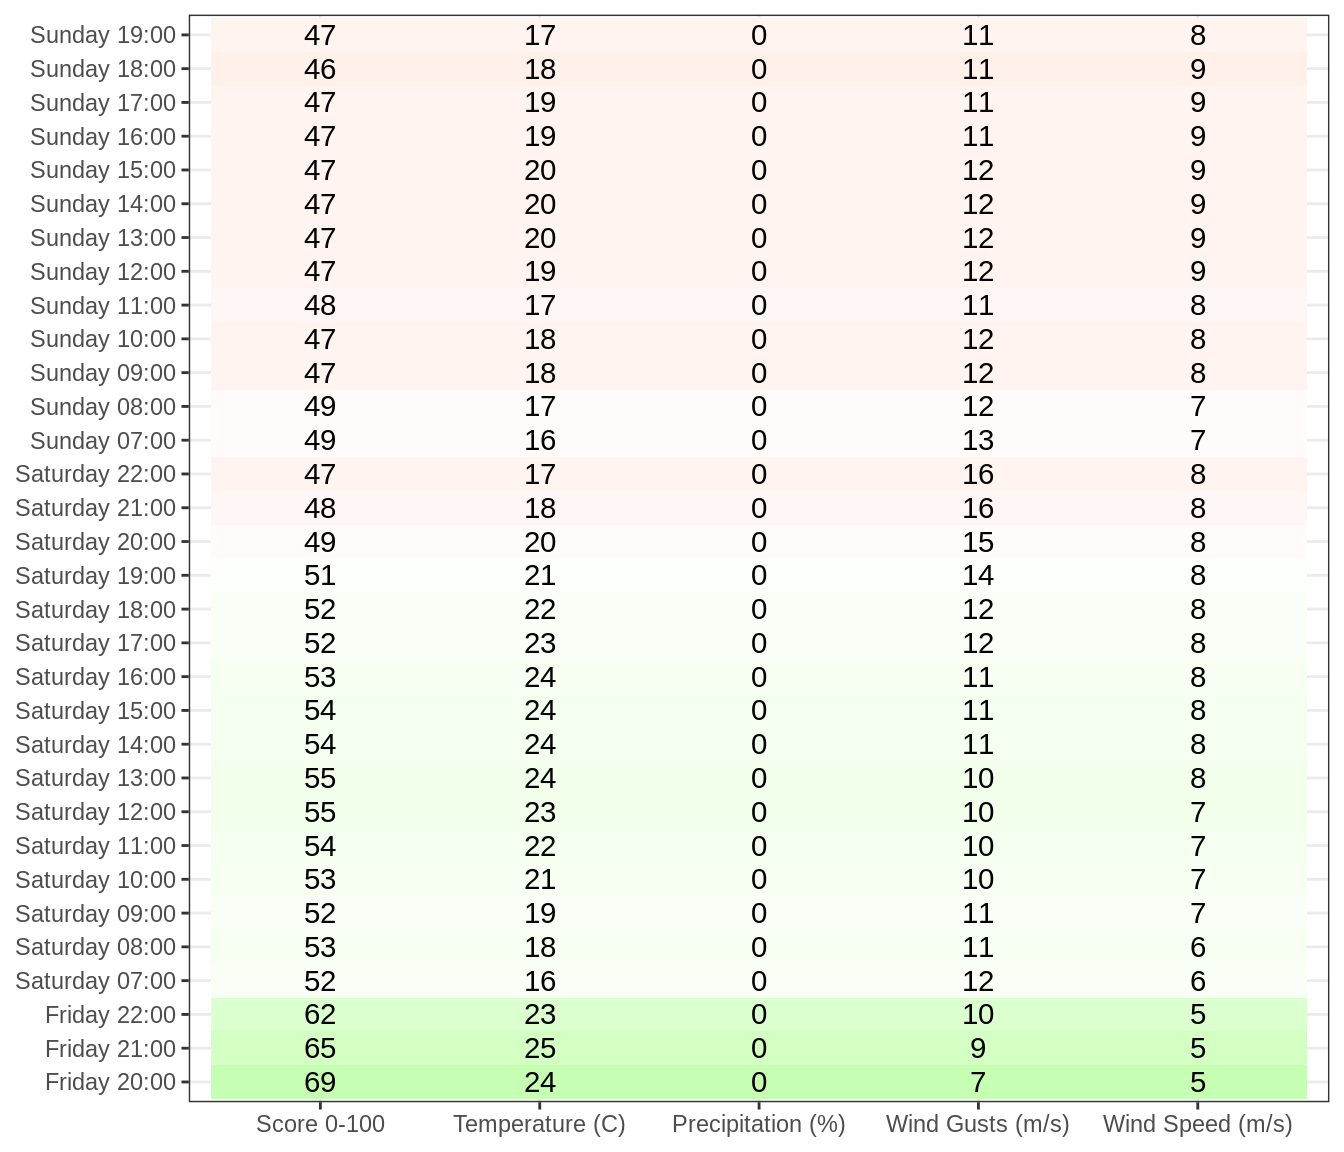 Sunday 19:00 47 17 0 11 8
Sunday 18:00 46 18 0 11 9
Sunday 17:00 47 19 0 11 9
Sunday 16:00 47 19 0 11 9
Sunday 15:00 47 20 0 12 9
Sunday 14:00 47 20 0 12 9
Sunday 13:00 47 20 0 12 9
Sunday 12:00 47 19 0 12 9
Sunday 11:00 48 17 0 11 8
Sunday 10:00 47 18 0 12 8
Sunday 09:00 47 18 0 12 8
Sunday 08:00 49 17 0 12 7
Sunday 07:00 49 16 0 13 7
Saturday 22:00 47 17 0 16 8
Saturday 21:00 48 18 0 16 8
Saturday 20:00 49 20 0 15 8
Saturday 19:00 51 21 0 14 8
Saturday 18:00 52 22 0 12 8
Saturday 17:00 52 23 0 12 8
Saturday 16:00 53 24 0 11 8
Saturday 15:00 54 24 0 11 8
Saturday 14:00 54 24 0 11 8
Saturday 13:00 55 24 0 10 8
Saturday 12:00 55 23 0 10 7
Saturday 11:00 54 22 0 10 7
Saturday 10:00 53 21 0 10 7
Saturday 09:00 52 19 0 11 7
Saturday 08:00 53 18 0 11 6
Saturday 07:00 52 16 0 12 6
Friday 22:00 62 23 0 10 5
Friday 21:00 65 25 0 9 5
Friday 20:00 69 24 0 7 5
Score 0-100 Temperature (C) Precipitation (%) Wind Gusts (m/s) Wind Speed (m/s)